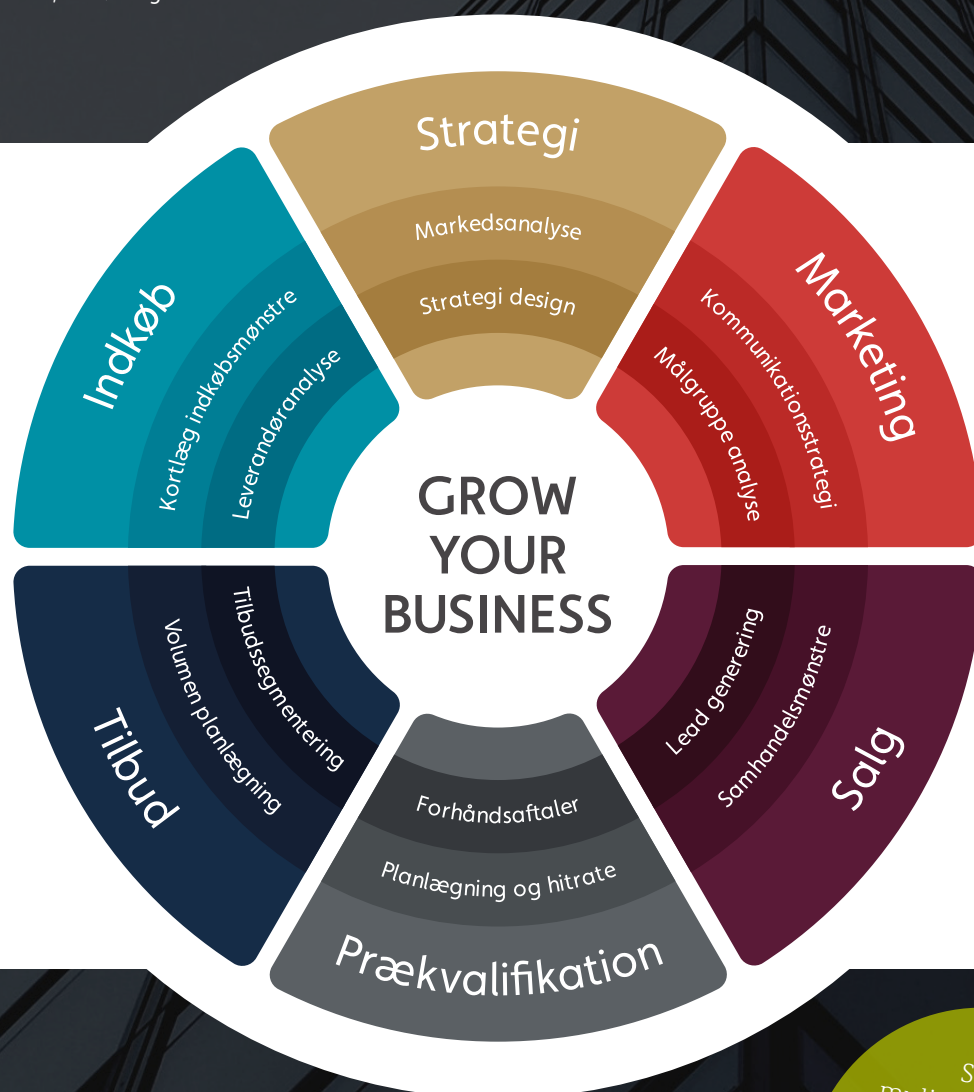 Strategi
Markedsanalyse
Strategi design
Marketing
Kommunikationsstrategi
Målgruppe analyse
Salg
Samhandelsmønstre
Lead generering
Prækvalifikation
Planlægning og hitrate
Forhåndsaftaler
Tilbud
Volumen planlægning
Tilbudssegmentering
Indkøb
Kortlæg indkøbsmønstre
Leverandøranalyse
GROW
YOUR
BUSINESS